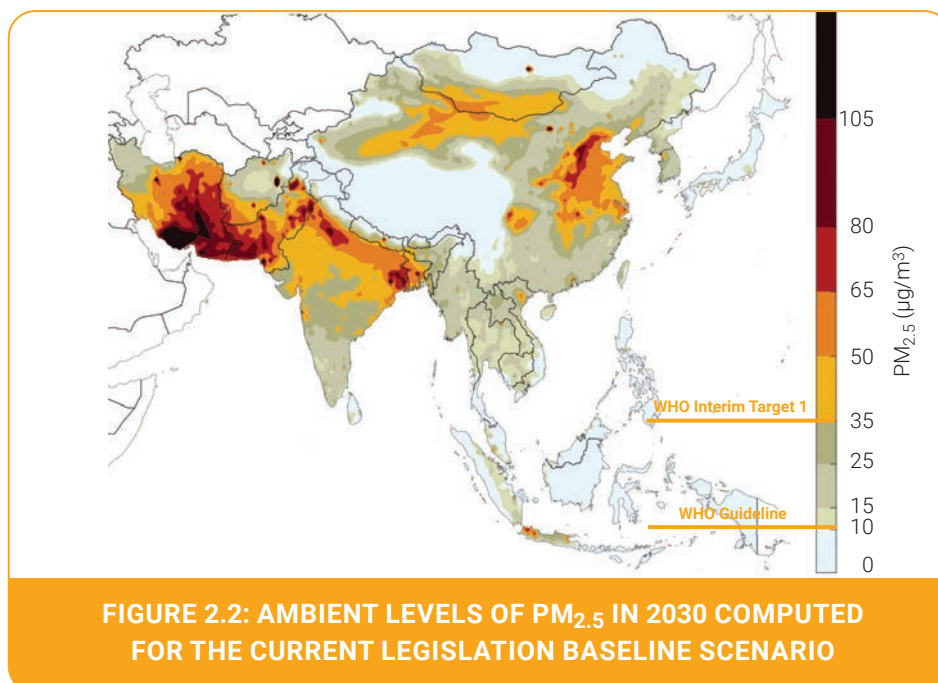 105
80
65
50
35
25
15
10
0
PM2.5 (µg/m³)
WHO Interim Target 1
WHO Guideline
FIGURE 2.2: AMBIENT LEVELS OF PM2.5 IN 2030 COMPUTED
FOR THE CURRENT LEGISLATION BASELINE SCENARIO